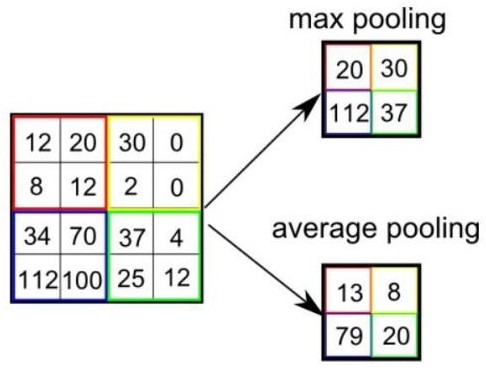 max pooling
20 30
112 37
12 20 30 0
8 12 2 0
34 70 37 4
112 100 25 12
average pooling
13 8
79 20